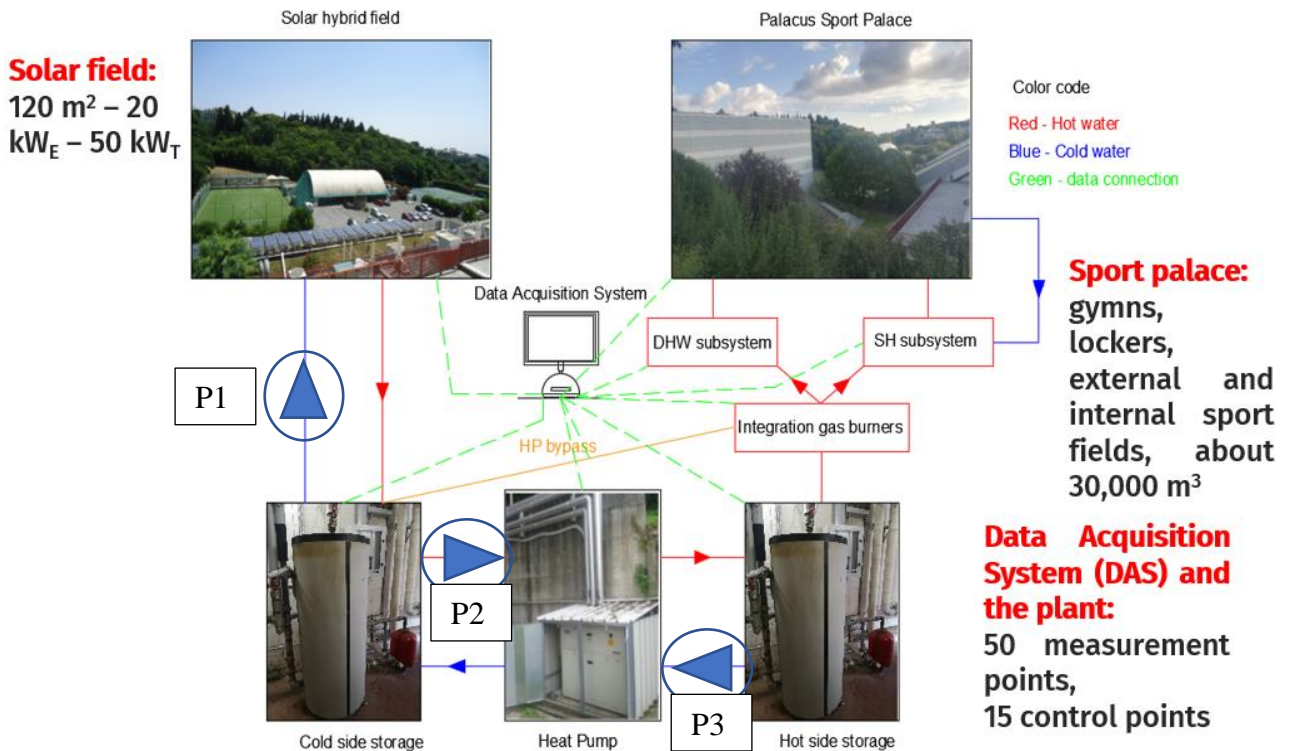 Solar hybrid field
Palacus Sport Palace
Solar field:
120 m² – 20
kW_E – 50 kW_T
Color code
Red - Hot water
Blue - Cold water
Green - data connection
Data Acquisition System
DHW subsystem
SH subsystem
Sport palace:
gymns,
lockers,
external and
internal sport
fields, about
30,000 m³
P1
Integration gas burners
HP bypass
P2
P3
Data Acquisition
System (DAS) and
the plant:
50 measurement
points,
15 control points
Cold side storage
Heat Pump
Hot side storage